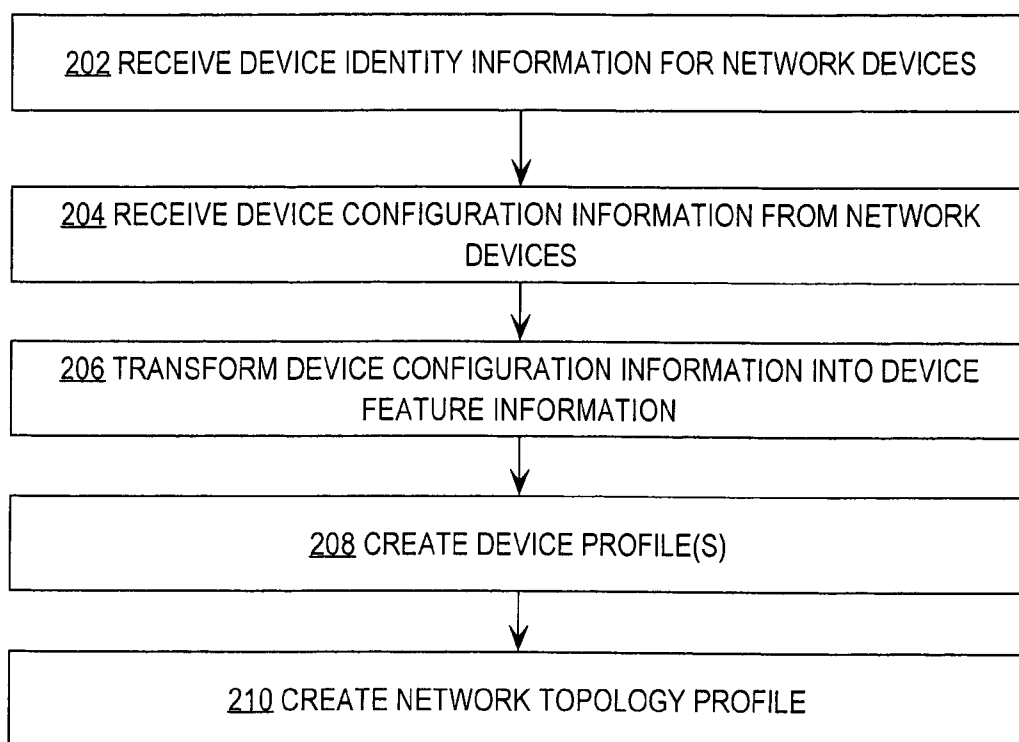 202 RECEIVE DEVICE IDENTITY INFORMATION FOR NETWORK DEVICES
204 RECEIVE DEVICE CONFIGURATION INFORMATION FROM NETWORK
DEVICES
206 TRANSFORM DEVICE CONFIGURATION INFORMATION INTO DEVICE
FEATURE INFORMATION
208 CREATE DEVICE PROFILE(S)
210 CREATE NETWORK TOPOLOGY PROFILE